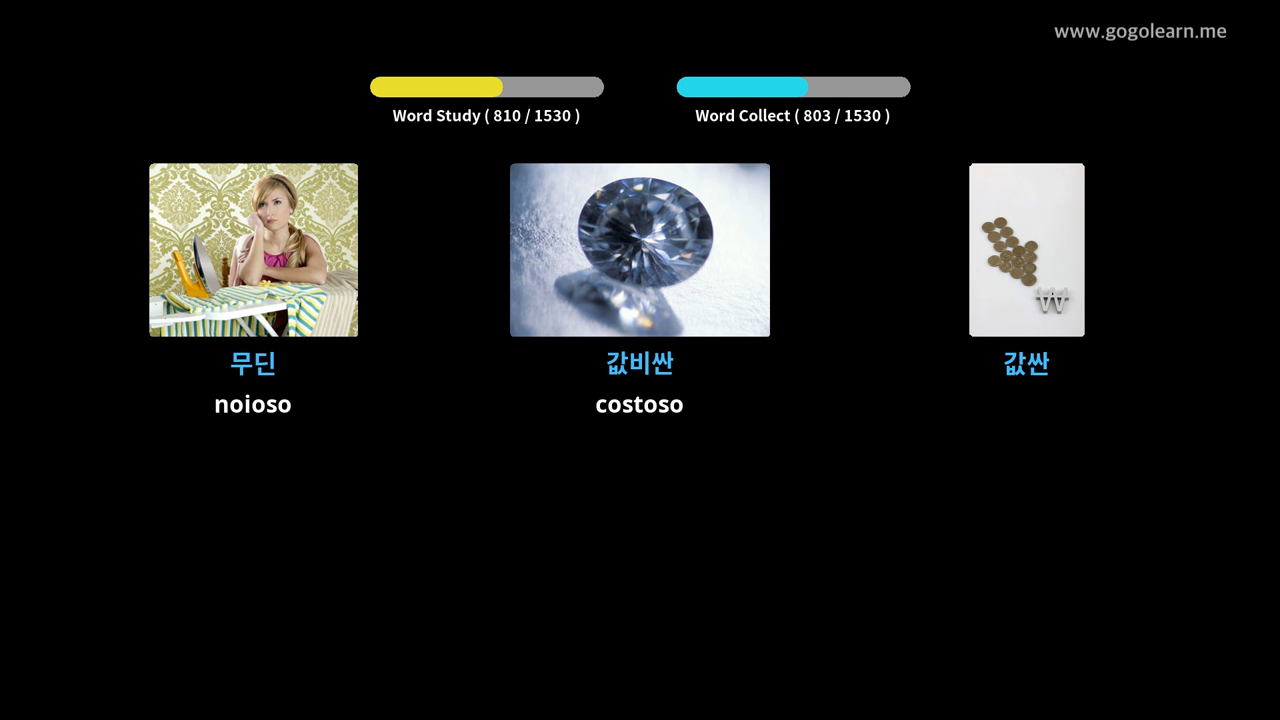 www.gogolearn.me
Word Study ( 810 / 1530 )
Word Collect ( 803 / 1530 )
무딘
값비싼
값싼
noioso
costoso
₩